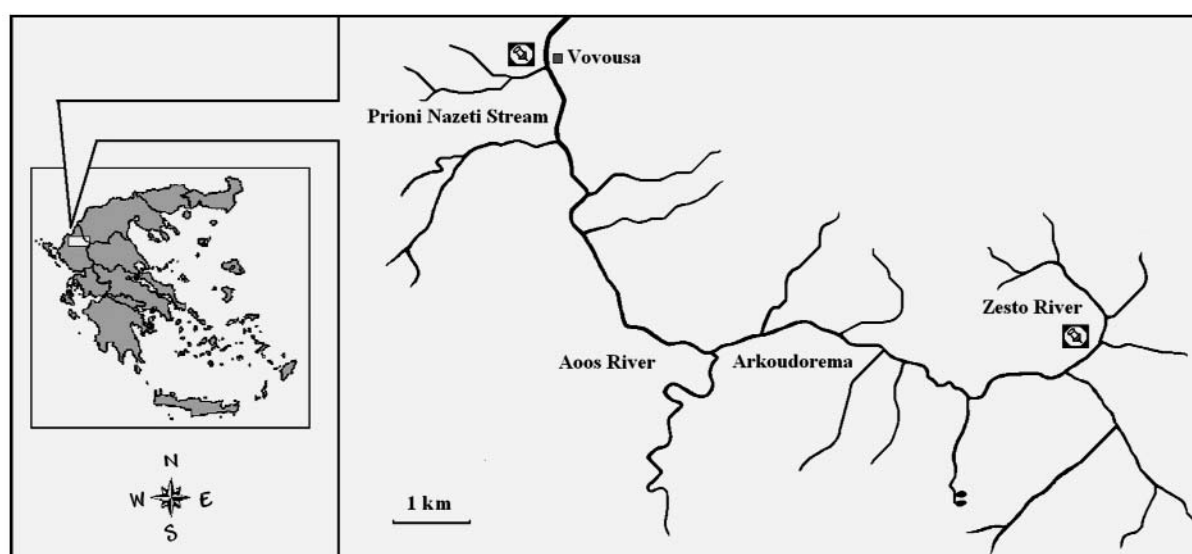 Vovousa
Prioni Nazeti Stream
Zesto River
Aoos River
Arkoudorema
N
W E
S
1 km